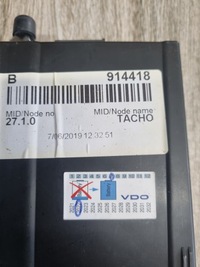 B 914418
MID/Node no MID/Node name
27.1.0 TACHO
7/06/2019 12:32:51
VDO